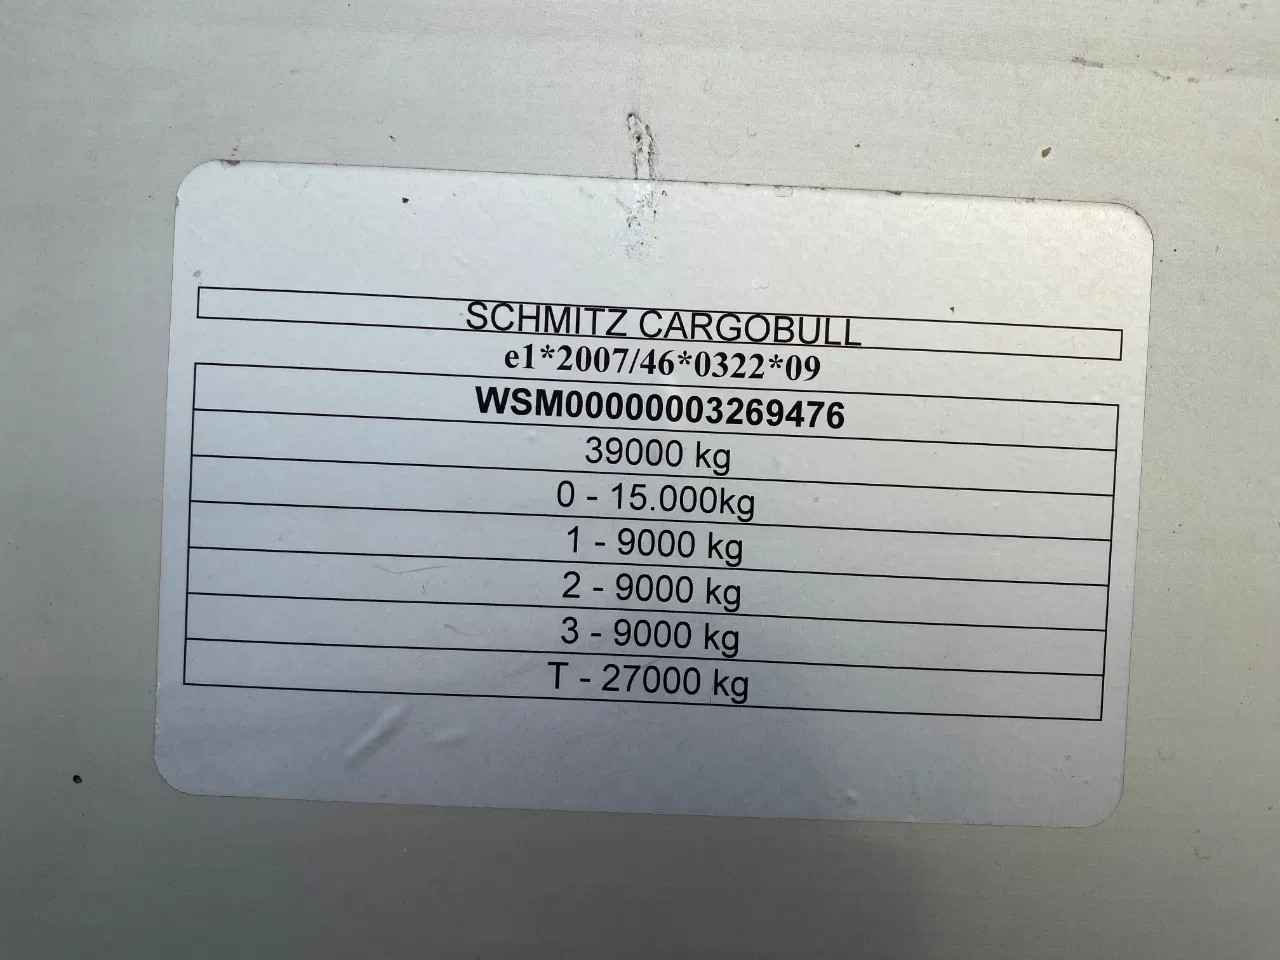 SCHMITZ CARGOBULL
e1*2007/46*0322*09
WSM00000003269476
39000 kg
0 - 15.000kg
1 - 9000 kg
2 - 9000 kg
3 - 9000 kg
T - 27000 kg